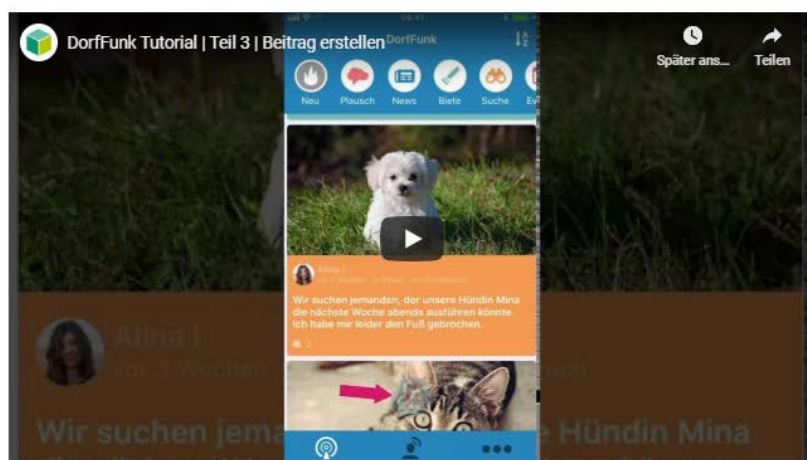 09:41
DorfFunk Tutorial | Teil 3 | Beitrag erstellen
DorfFunk
Später ans...
Teilen
Neu
Plausch
News
Biete
Suche
Alina I.
Wir suchen jemanden, der unsere Hündin Mina
die nächste Woche abends ausführen könnte.
Ich habe mir leider den Fuß gebrochen.
Alina I.
vor 3 Wochen
Wir suchen jema
e Hündin Mina